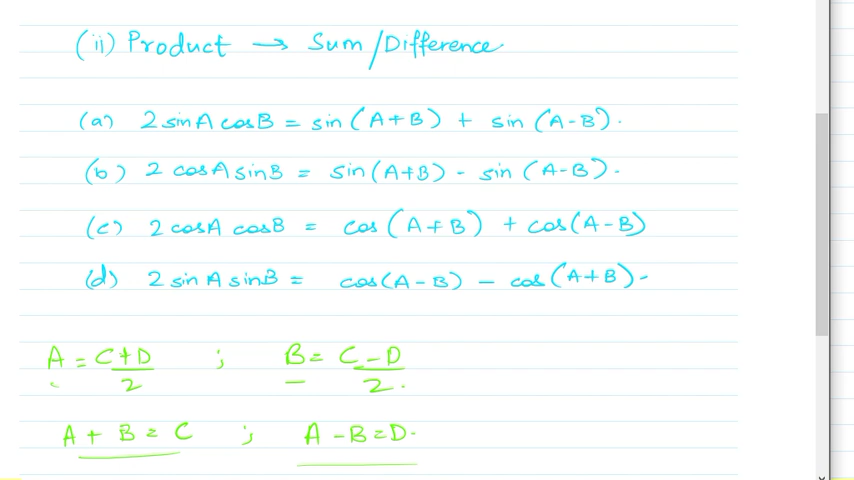 (ii) Product → Sum/Difference
(a) 2 sinA cosB = sin(A+B) + sin(A-B).
(b) 2 cosA sinB = sin(A+B) - sin(A-B).
(c) 2 cosA cosB = cos(A+B) + cos(A-B)
(d) 2 sinA sinB = cos(A-B) - cos(A+B).
A = C+D/2 ; B = C-D/2.
A + B = C ; A - B = D.